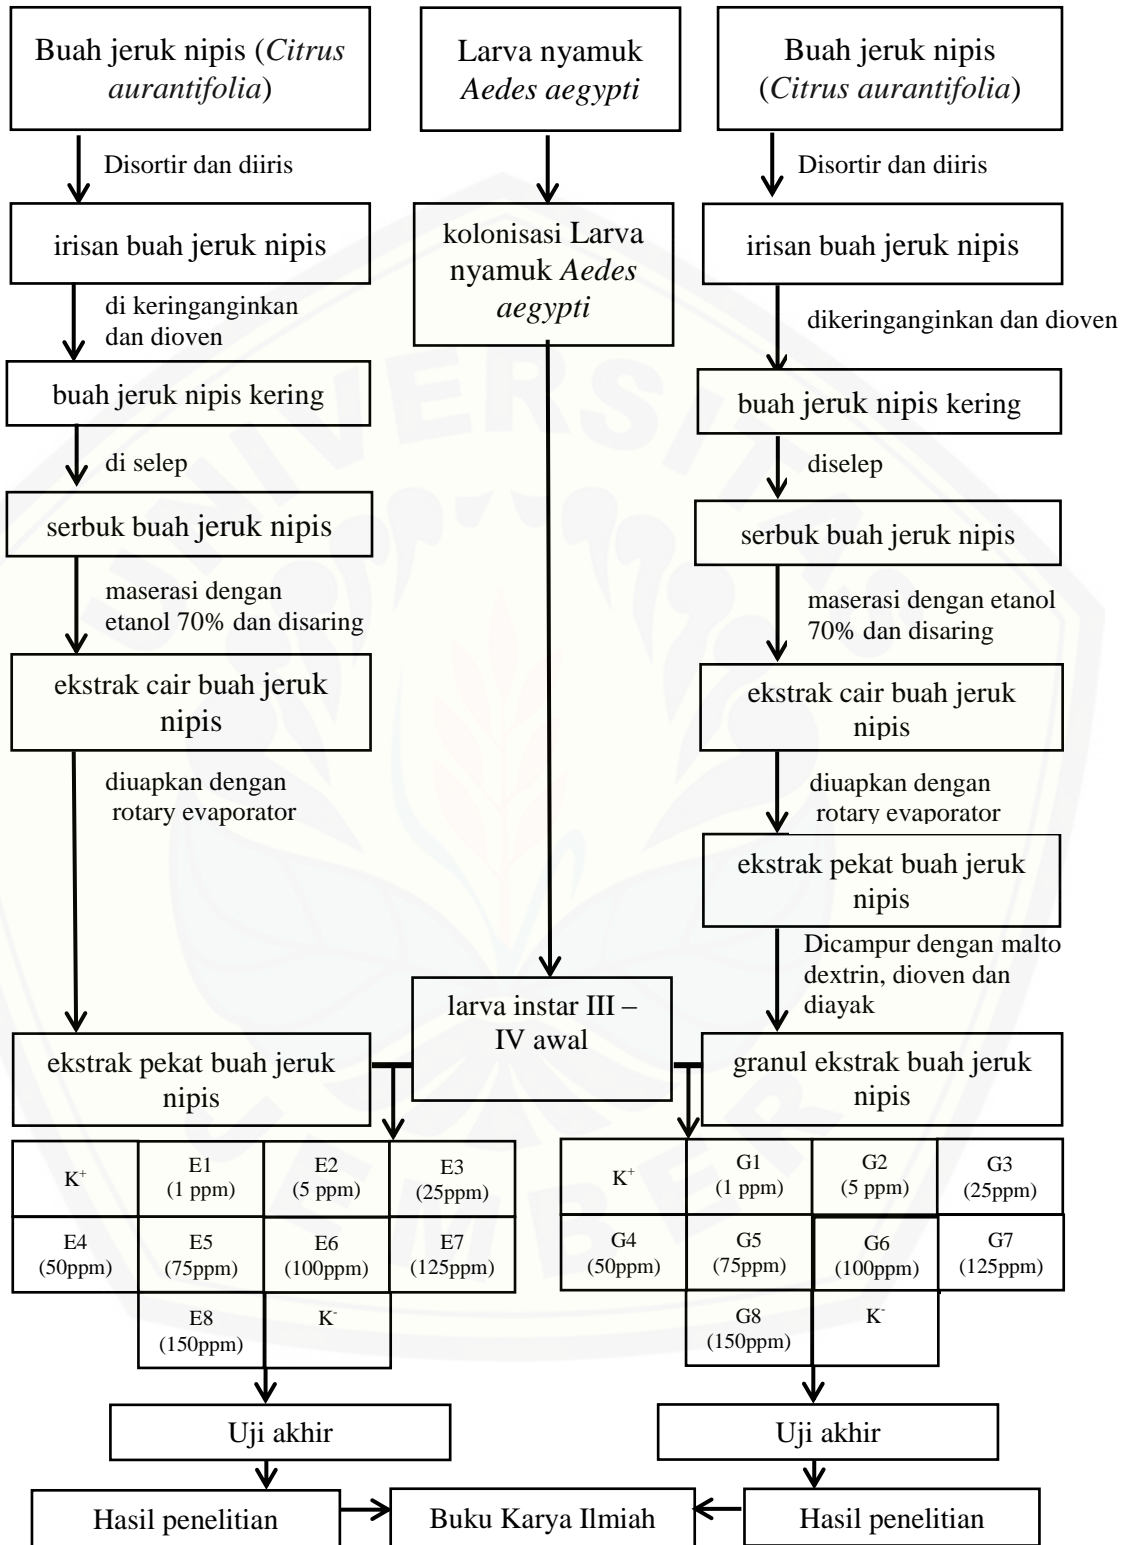 Buah jeruk nipis (Citrus
aurantifolia)
Larva nyamuk
Aedes aegypti
Buah jeruk nipis
(Citrus aurantifolia)
Disortir dan diiris
Disortir dan diiris
irisan buah jeruk nipis
kolonisasi Larva
nyamuk Aedes
aegypti
irisan buah jeruk nipis
di keringanginkan
dan dioven
dikeringanginkan dan dioven
buah jeruk nipis kering
buah jeruk nipis kering
di selep
diselep
serbuk buah jeruk nipis
serbuk buah jeruk nipis
maserasi dengan
etanol 70% dan disaring
maserasi dengan etanol
70% dan disaring
ekstrak cair buah jeruk
nipis
ekstrak cair buah jeruk
nipis
diuapkan dengan
rotary evaporator
diuapkan dengan
rotary evaporator
ekstrak pekat buah jeruk
nipis
Dicampur dengan malto
dextrin, dioven dan
diayak
larva instar III –
IV awal
ekstrak pekat buah jeruk
nipis
granul ekstrak buah jeruk
nipis
K+
E1
(1 ppm)
E2
(5 ppm)
E3
(25ppm)
E4
(50ppm)
E5
(75ppm)
E6
(100ppm)
E7
(125ppm)
E8
(150ppm)
K-
K+
G1
(1 ppm)
G2
(5 ppm)
G3
(25ppm)
G4
(50ppm)
G5
(75ppm)
G6
(100ppm)
G7
(125ppm)
G8
(150ppm)
K-
Uji akhir
Uji akhir
Hasil penelitian
Buku Karya Ilmiah
Hasil penelitian
UNIVERSITAS
JEMBER